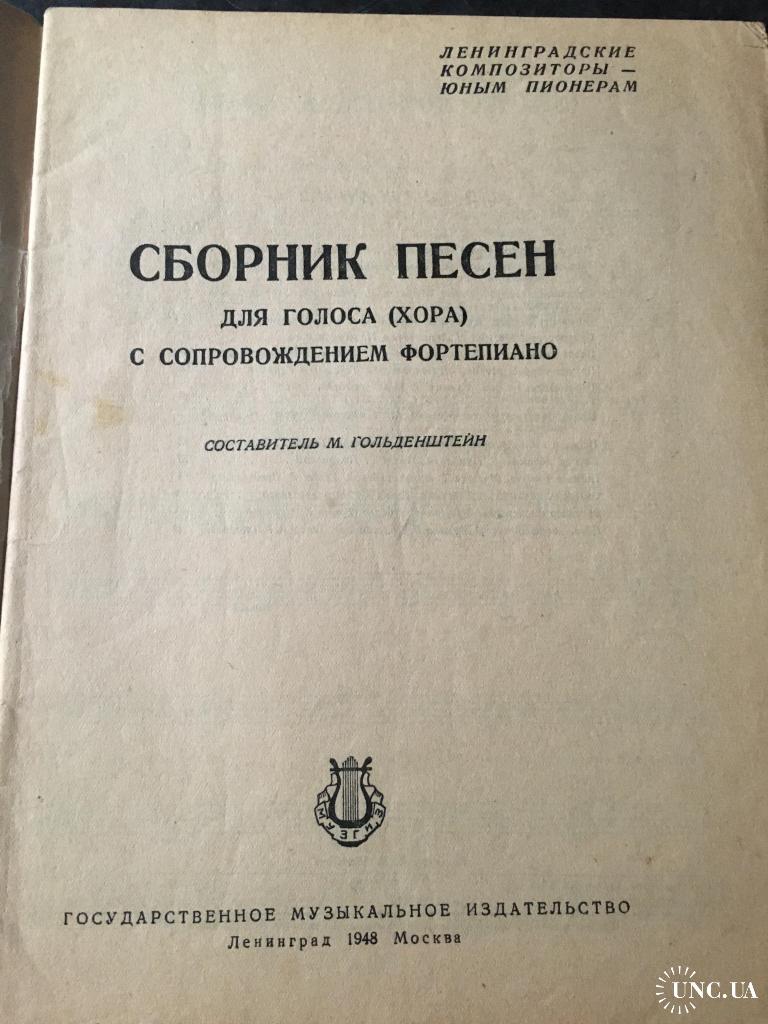 ЛЕНИНГРАДСКИЕ
КОМПОЗИТОРЫ —
ЮНЫМ ПИОНЕРАМ
СБОРНИК ПЕСЕН
ДЛЯ ГОЛОСА (ХОРА)
С СОПРОВОЖДЕНИЕМ ФОРТЕПИАНО
СОСТАВИТЕЛЬ М. ГОЛЬДЕНШТЕЙН
МУЗГИЗ
ГОСУДАРСТВЕННОЕ МУЗЫКАЛЬНОЕ ИЗДАТЕЛЬСТВО
Ленинград 1948 Москва
UNC.UA